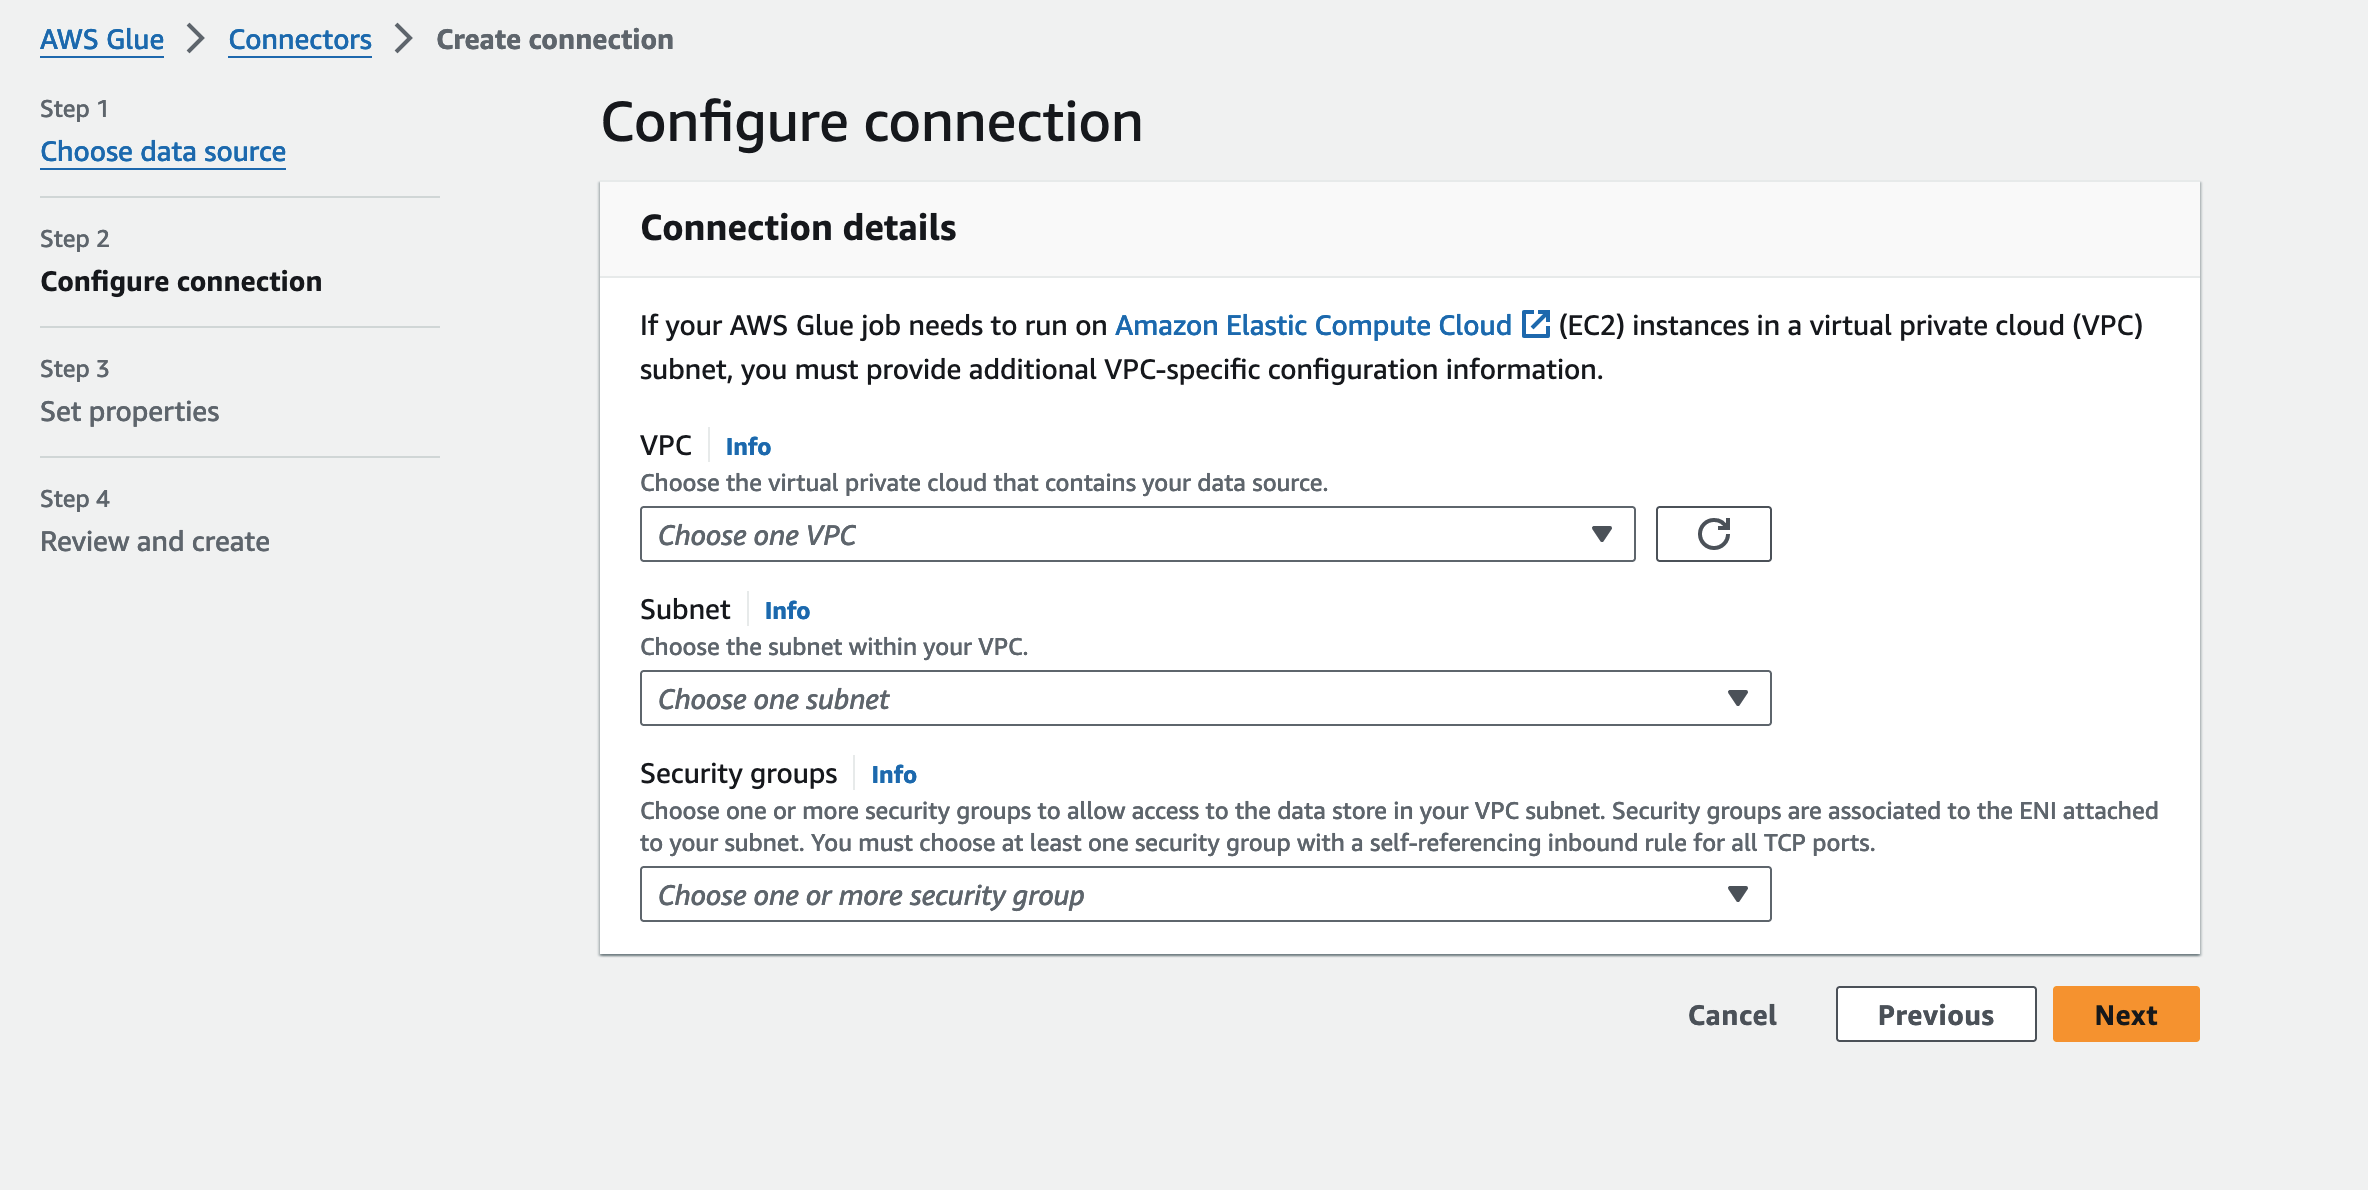 AWS Glue > Connectors > Create connection
Step 1
Choose data source
Step 2
Configure connection
Step 3
Set properties
Step 4
Review and create
Configure connection
Connection details
If your AWS Glue job needs to run on Amazon Elastic Compute Cloud (EC2) instances in a virtual private cloud (VPC)
subnet, you must provide additional VPC-specific configuration information.
VPC Info
Choose the virtual private cloud that contains your data source.
Choose one VPC
Subnet Info
Choose the subnet within your VPC.
Choose one subnet
Security groups Info
Choose one or more security groups to allow access to the data store in your VPC subnet. Security groups are associated to the ENI attached
to your subnet. You must choose at least one security group with a self-referencing inbound rule for all TCP ports.
Choose one or more security group
Cancel Previous Next